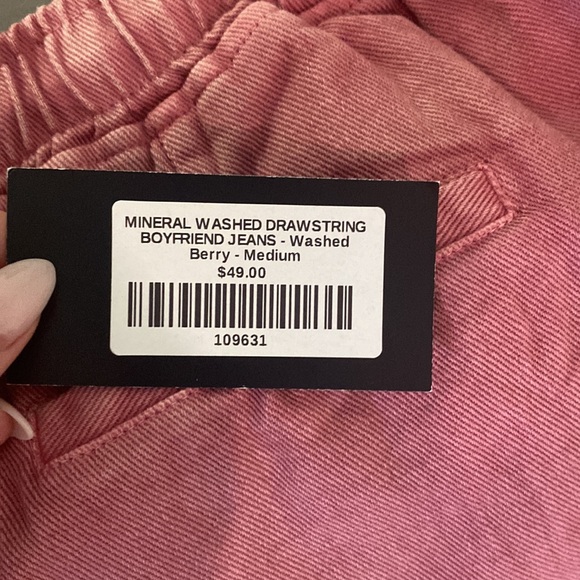 MINERAL WASHED DRAWSTRING
BOYFRIEND JEANS - Washed
Berry - Medium
$49.00
109631